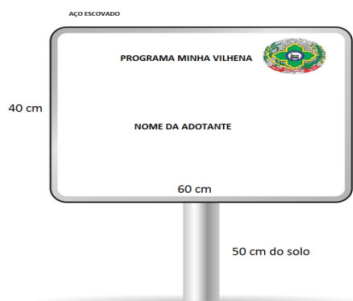 AÇO ESCOVADO
PROGRAMA MINHA VILHENA
40 cm
NOME DA ADOTANTE
60 cm
50 cm do solo